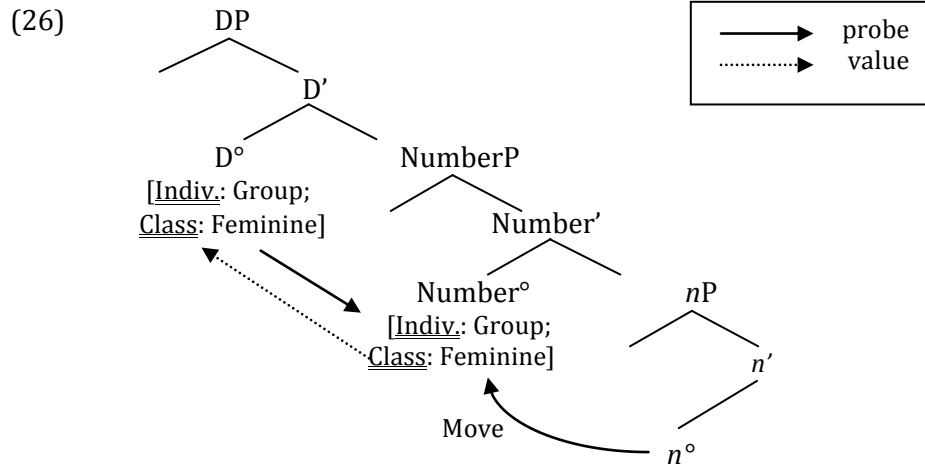 (26)
DP
probe
value
D'
D°
NumberP
[Indiv.: Group;
Class: Feminine]
Number'
Number°
nP
[Indiv.: Group;
Class: Feminine]
n'
Move
n°